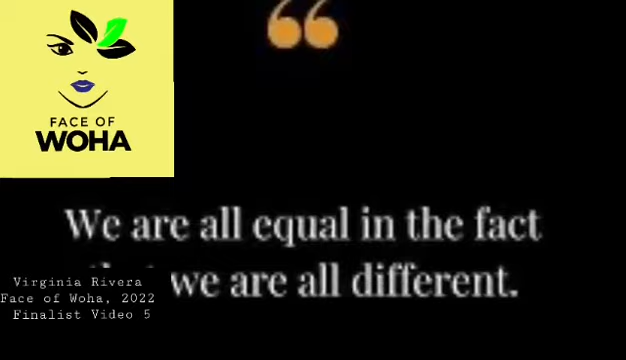 FACE OF
WOHA
“
We are all equal in the fact
we are all different.
Virginia Rivera
Face of Woha, 2022
Finalist Video 5